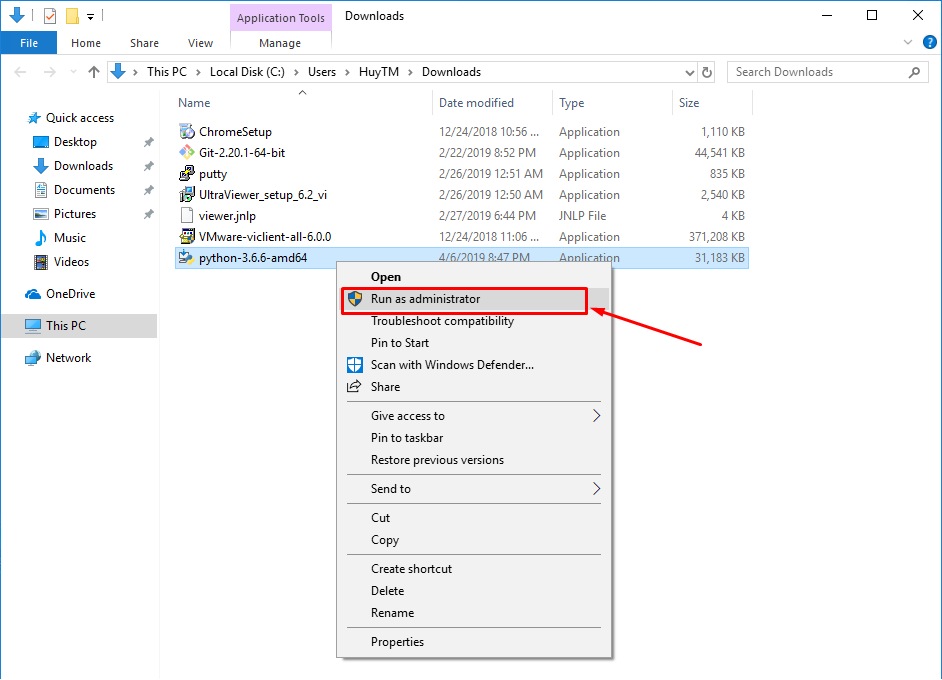 Application Tools Downloads
File Home Share View Manage
This PC Local Disk (C:) Users HuyTM Downloads Search Downloads
Name Date modified Type Size
Quick access
Desktop
Downloads
Documents
Pictures
Music
Videos
OneDrive
This PC
Network
ChromeSetup 12/24/2018 10:56 ... Application 1,110 KB
Git-2.20.1-64-bit 2/22/2019 8:52 PM Application 44,541 KB
putty 2/26/2019 12:51 AM Application 835 KB
UltraViewer_setup_6.2_vi 2/26/2019 12:50 AM Application 2,540 KB
viewer.jnlp 2/27/2019 6:44 PM JNLP File 4 KB
VMware-viclient-all-6.0.0 12/24/2018 11:06 ... Application 371,208 KB
python-3.6.6-amd64 4/6/2019 8:47 PM Application 31,183 KB
Open
Run as administrator
Troubleshoot compatibility
Pin to Start
Scan with Windows Defender...
Share
Give access to
Pin to taskbar
Restore previous versions
Send to
Cut
Copy
Create shortcut
Delete
Rename
Properties